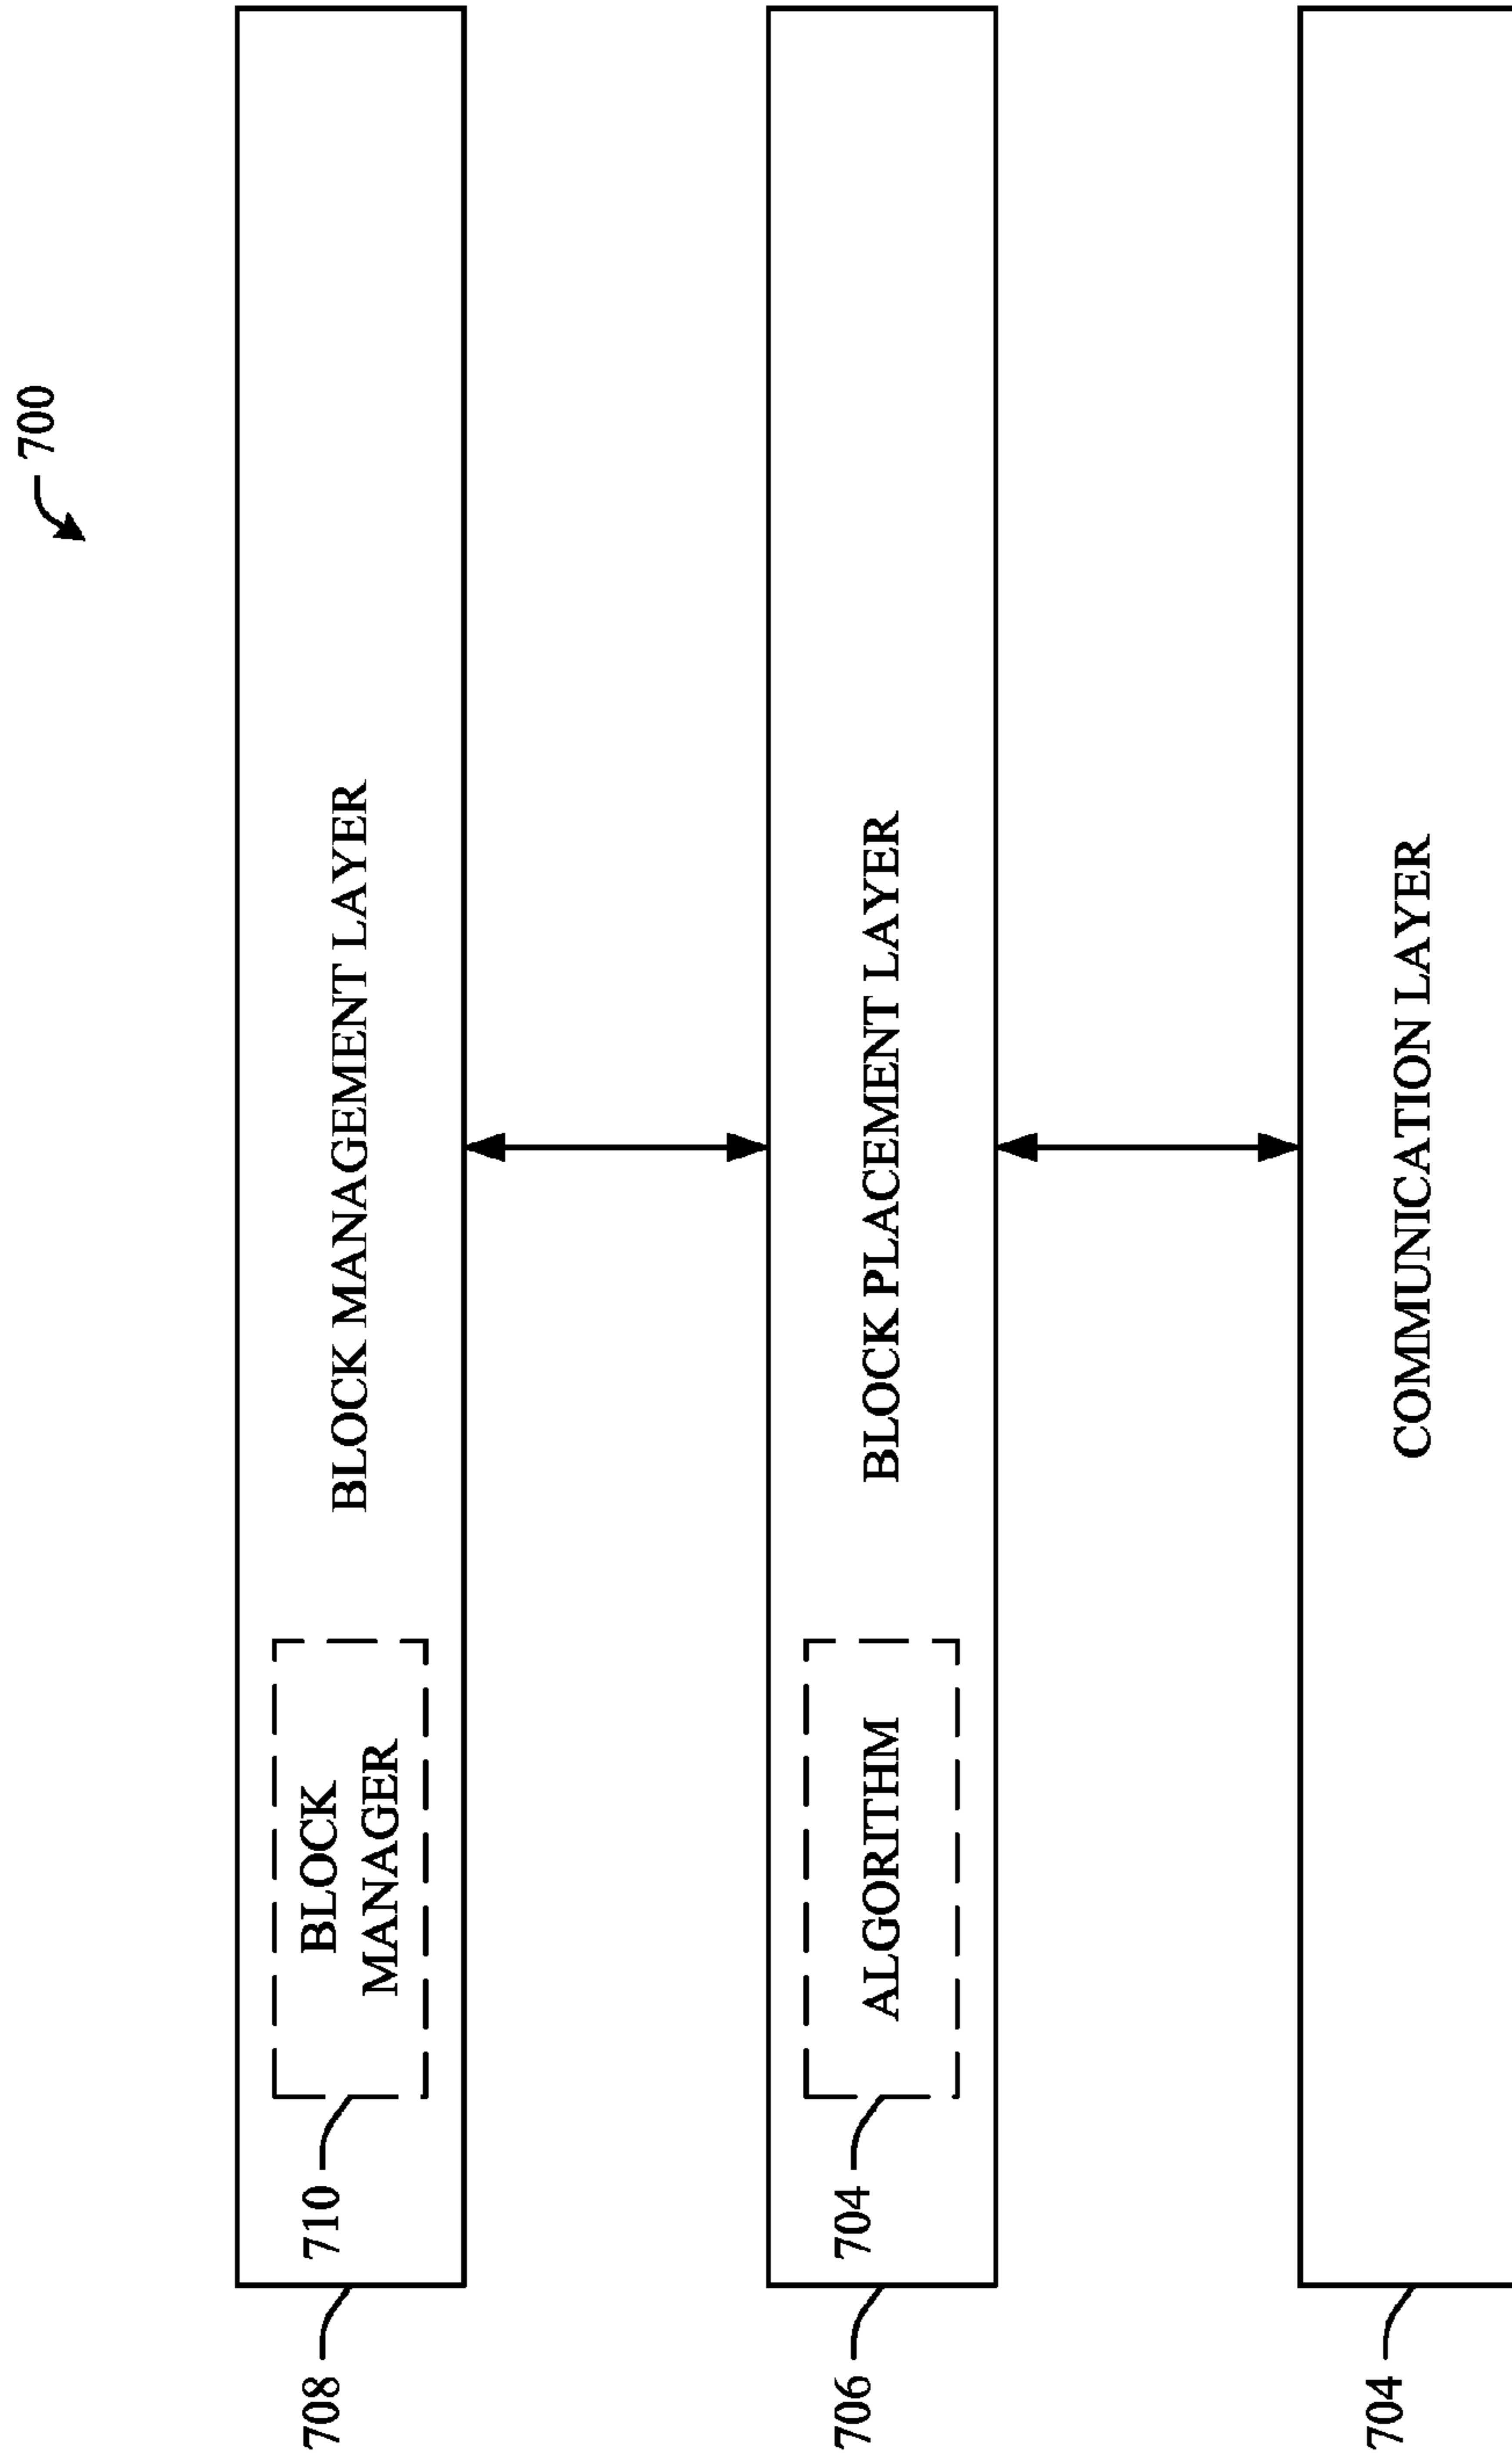 700
BLOCK MANAGEMENT LAYER
BLOCK
MANAGER
710
708
BLOCK PLACEMENT LAYER
ALGORITHM
704
706
COMMUNICATION LAYER
704